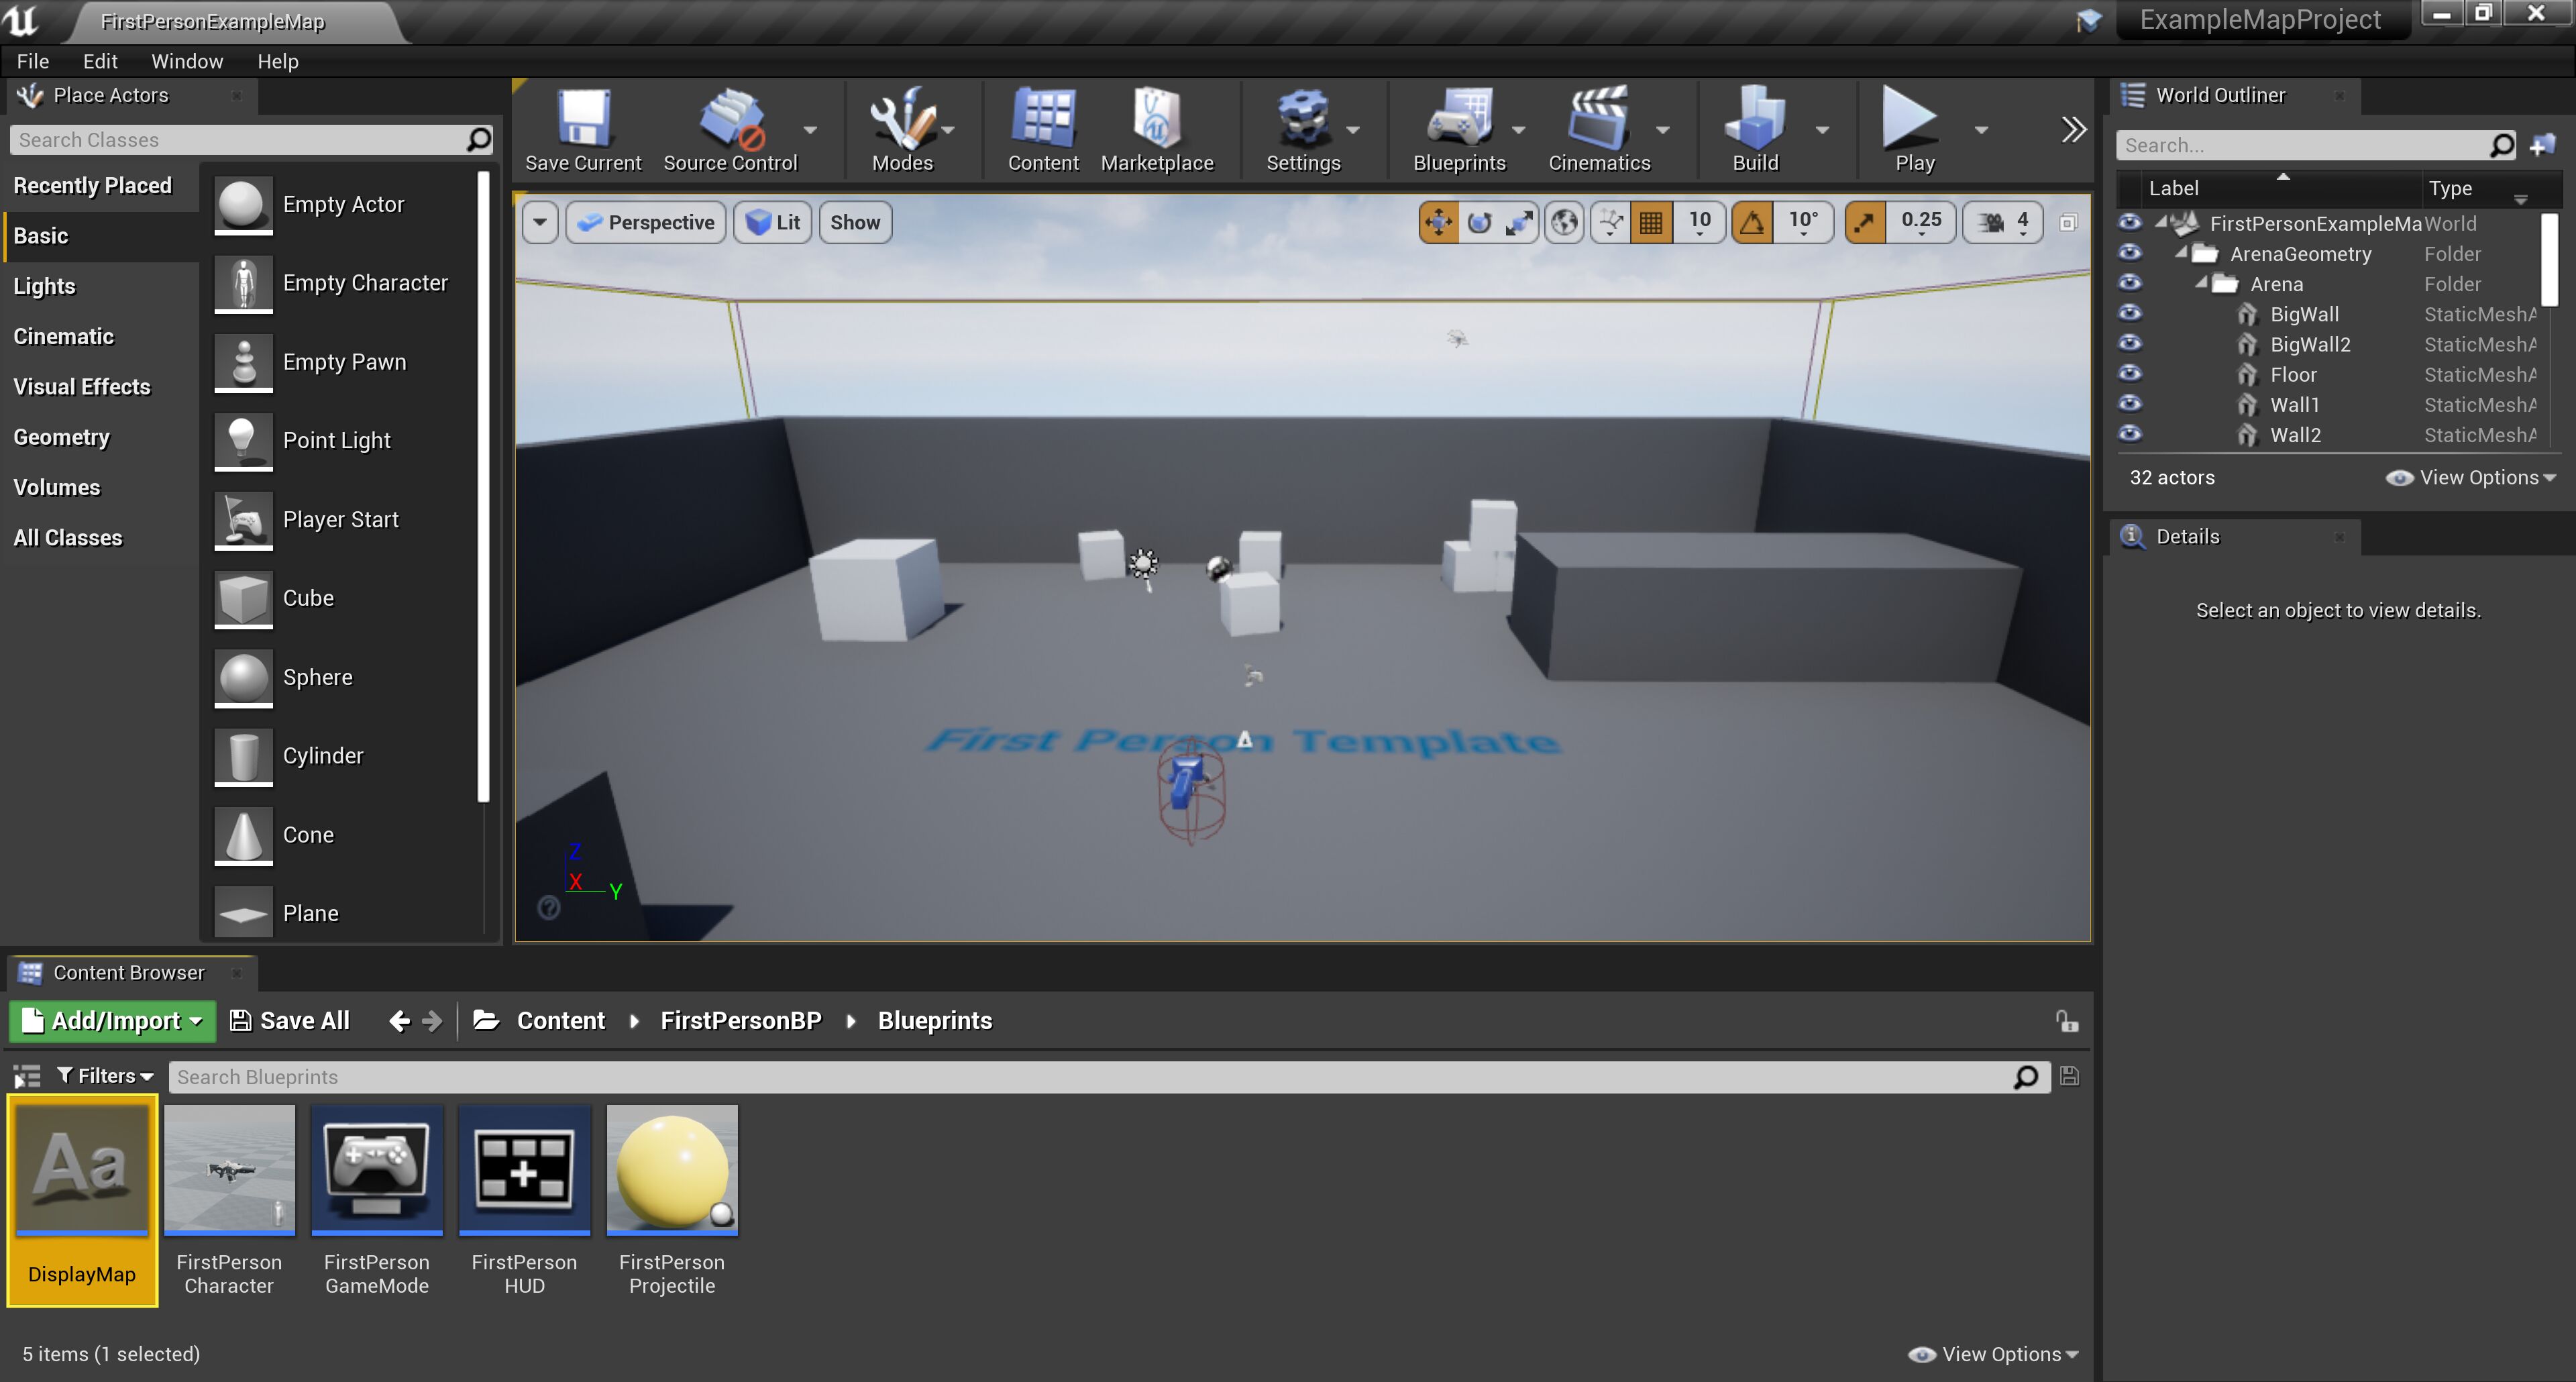 FirstPersonExampleMap
ExampleMapProject
File Edit Window Help
Place Actors
Search Classes
Recently Placed
Basic
Lights
Cinematic
Visual Effects
Geometry
Volumes
All Classes
Empty Actor
Empty Character
Empty Pawn
Point Light
Player Start
Cube
Sphere
Cylinder
Cone
Plane
Save Current Source Control Modes Content Marketplace Settings Blueprints Cinematics Build Play
Perspective Lit Show 10 10° 0.25 4
First Person Template
Z
X Y
World Outliner
Search...
Label Type
FirstPersonExampleMa World
ArenaGeometry Folder
Arena Folder
BigWall StaticMeshA
BigWall2 StaticMeshA
Floor StaticMeshA
Wall1 StaticMeshA
Wall2 StaticMeshA
32 actors View Options
Details
Select an object to view details.
Content Browser
Add/Import Save All Content FirstPersonBP Blueprints
Filters Search Blueprints
Aa
DisplayMap
FirstPerson
Character
FirstPerson
GameMode
FirstPerson
HUD
FirstPerson
Projectile
5 items (1 selected) View Options